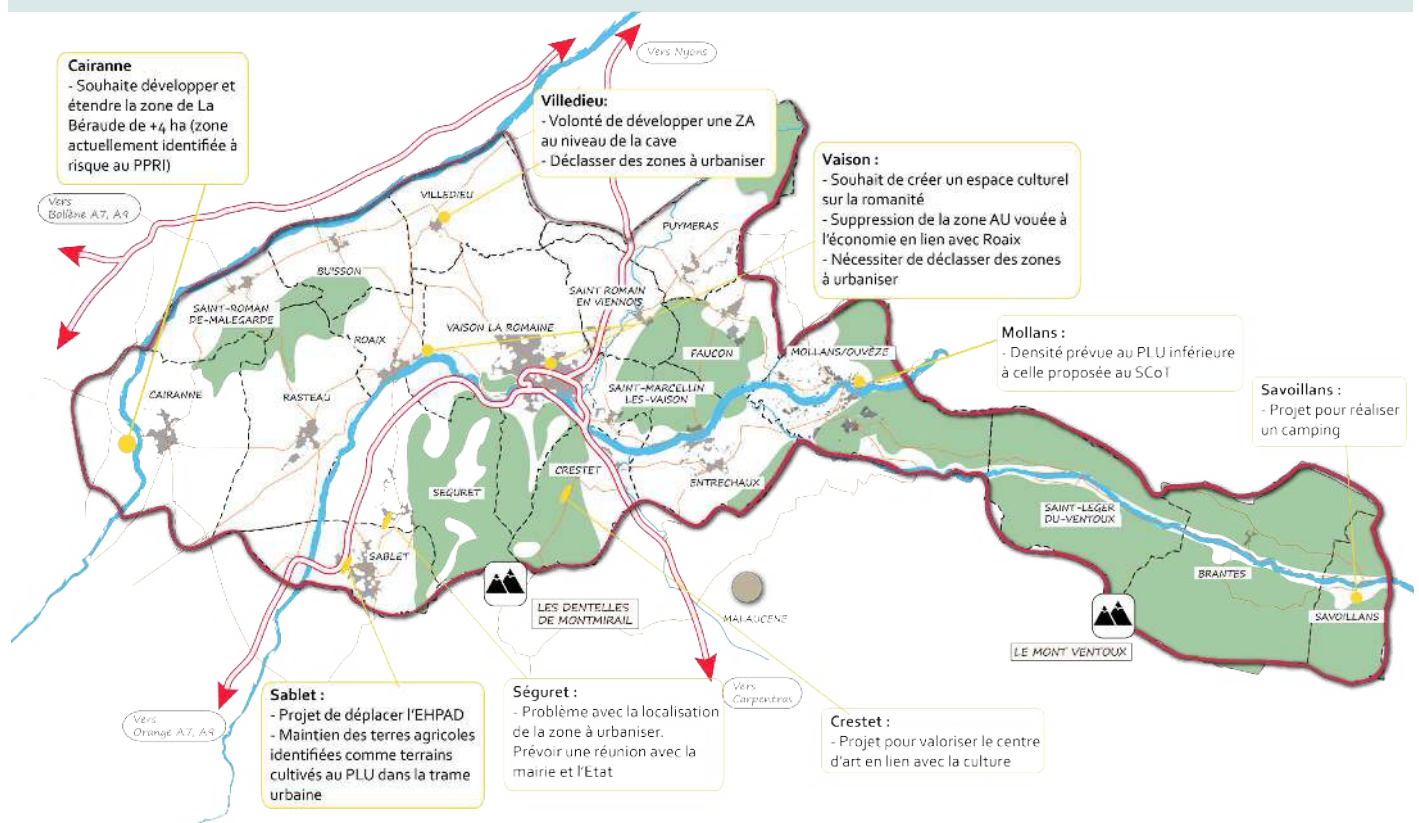 Vers Nyons
Cairanne
- Souhaite développer et
étendre la zone de La
Béraude de +4 ha (zone
actuellement identifiée à
risque au PPRI)
Villedieu:
- Volonté de développer une ZA
au niveau de la cave
- Déclasser des zones à urbaniser
Vaison :
- Souhait de créer un espace culturel
sur la romanité
- Suppression de la zone AU vouée à
l'économie en lien avec Roaix
- Nécessiter de déclasser des zones
à urbaniser
Vers
Bollène A7, A9
VILLEDIEU
PUYMERAS
BUISSON
SAINT ROMAIN
EN VIENNOIS
SAINT-ROMAN
DE-MALEGARDE
VAISON LA ROMAINE
ROAIX
FAUCON
MOLLANS/OUVÈZE
Mollans :
- Densité prévue au PLU inférieure
à celle proposée au SCoT
SAINT-MARCELLIN
LES-VAISON
CAIRANNE
RASTEAU
Savoillans :
- Projet pour réaliser
un camping
CRESTET
SEGURET
ENTRECHAUX
SAINT-LEGER
DU-VENTOUX
SABLET
BRANTES
SAVOILLANS
LES DENTELLES
DE MONTMIRAIL
MALAUCENE
LE MONT VENTOUX
Vers
Orange A7, A9
Sablet :
- Projet de déplacer l'EHPAD
- Maintien des terres agricoles
identifiées comme terrains
cultivés au PLU dans la trame
urbaine
Séguret :
- Problème avec la localisation
de la zone à urbaniser.
Prévoir une réunion avec la
mairie et l'Etat
Vers
Carpentras
Crestet :
- Projet pour valoriser le centre
d'art en lien avec la culture